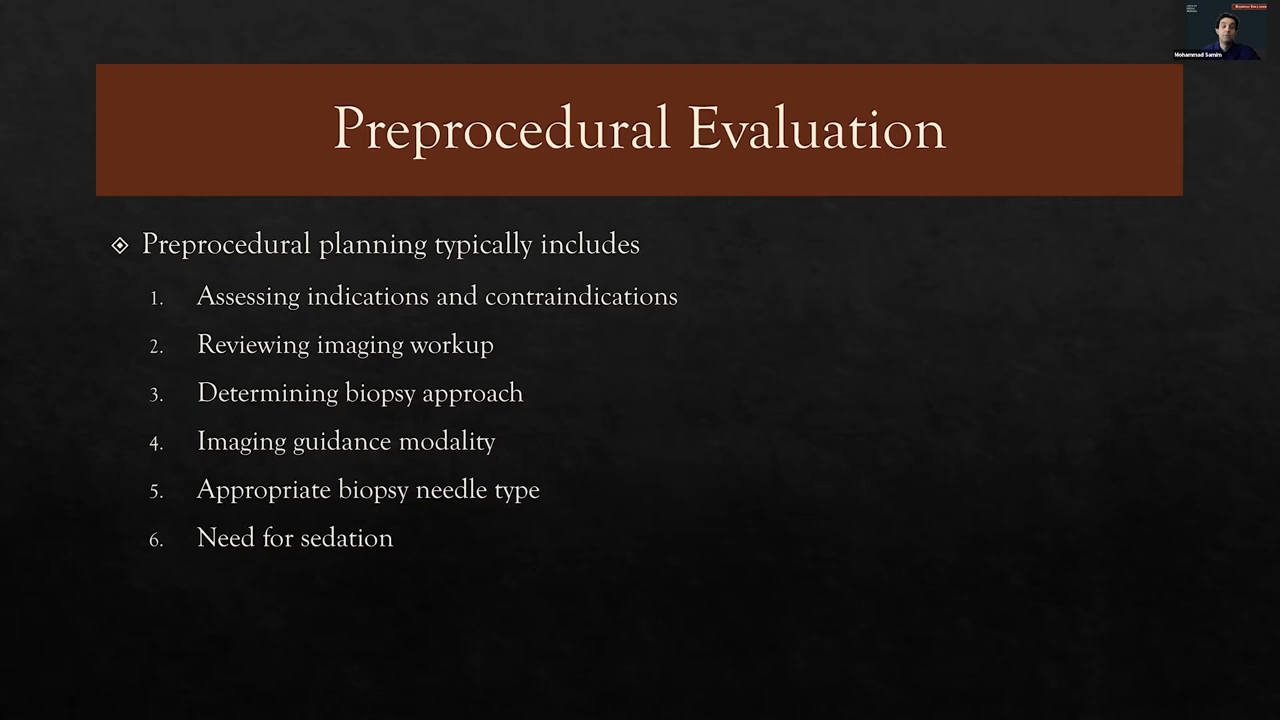 Preprocedural Evaluation
Preprocedural planning typically includes
1. Assessing indications and contraindications
2. Reviewing imaging workup
3. Determining biopsy approach
4. Imaging guidance modality
5. Appropriate biopsy needle type
6. Need for sedation
Mohammad Samim